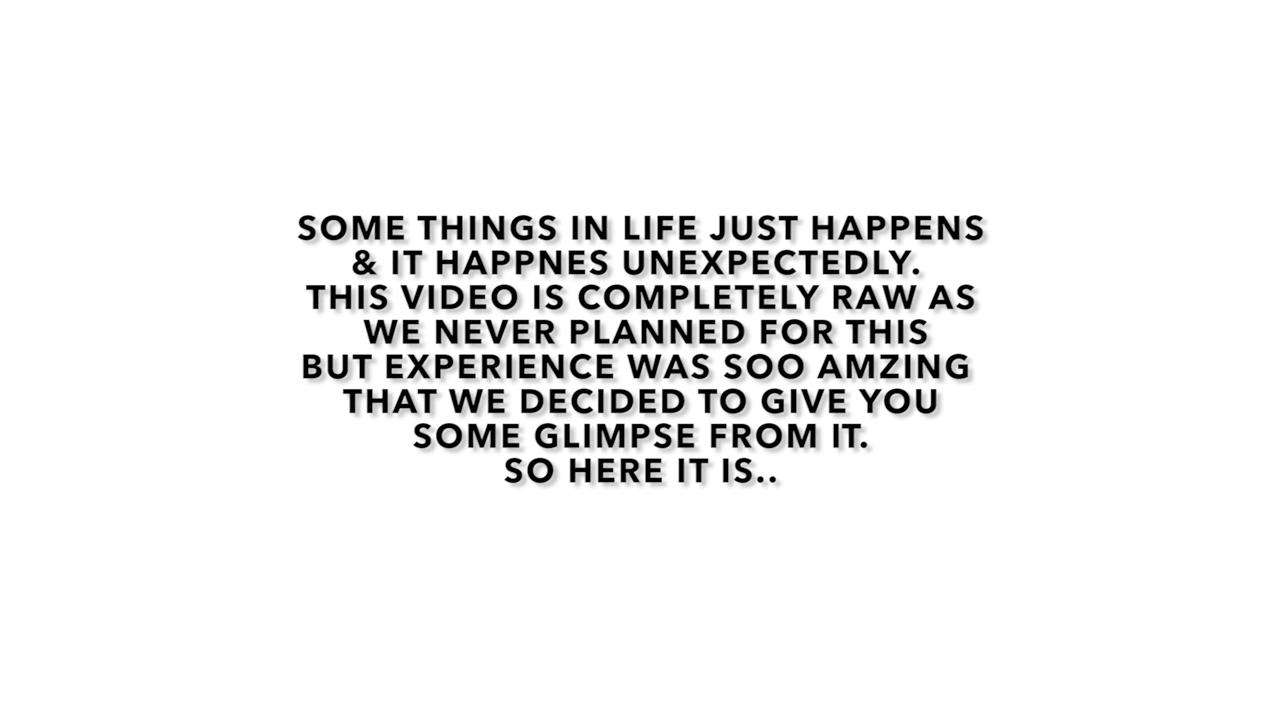 SOME THINGS IN LIFE JUST HAPPENS
& IT HAPPNES UNEXPECTEDLY.
THIS VIDEO IS COMPLETELY RAW AS
WE NEVER PLANNED FOR THIS
BUT EXPERIENCE WAS SOO AMZING
THAT WE DECIDED TO GIVE YOU
SOME GLIMPSE FROM IT.
SO HERE IT IS..